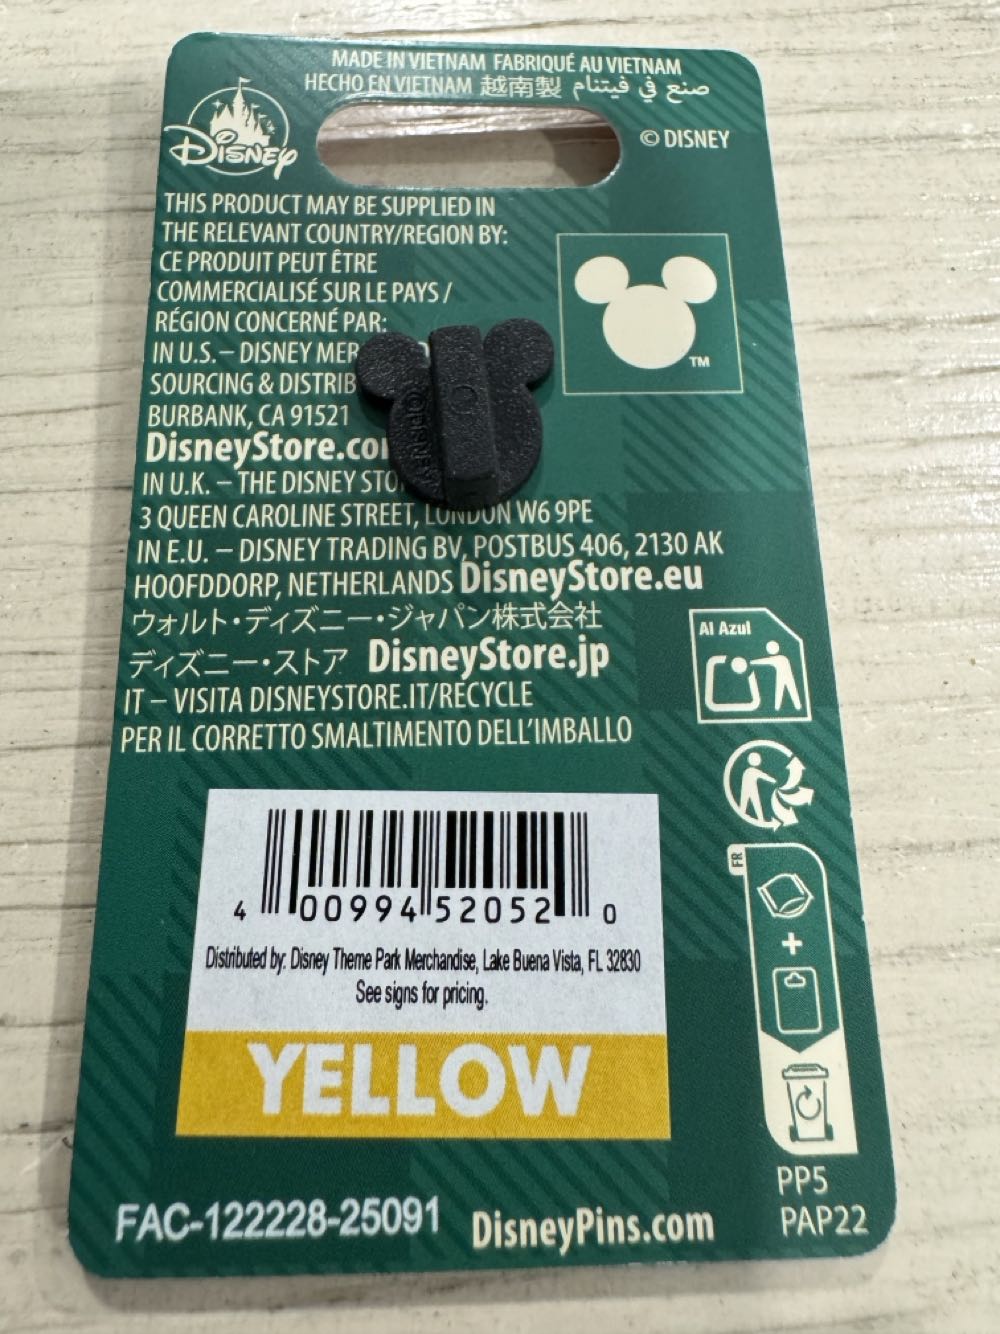 MADE IN VIETNAM FABRIQUÉ AU VIETNAM
HECHO EN VIETNAM 越南製 صنع في فيتنام
Disney
© DISNEY
THIS PRODUCT MAY BE SUPPLIED IN
THE RELEVANT COUNTRY/REGION BY:
CE PRODUIT PEUT ÊTRE
COMMERCIALISÉ SUR LE PAYS /
RÉGION CONCERNÉ PAR:
IN U.S. – DISNEY MER
SOURCING & DISTRIB
BURBANK, CA 91521
DisneyStore.co
IN U.K. – THE DISNEY STO
3 QUEEN CAROLINE STREET, LONDON W6 9PE
IN E.U. – DISNEY TRADING BV, POSTBUS 406, 2130 AK
HOOFDDORP, NETHERLANDS DisneyStore.eu
ウォルト・ディズニー・ジャパン株式会社
ディズニー・ストア DisneyStore.jp
IT – VISITA DISNEYSTORE.IT/RECYCLE
PER IL CORRETTO SMALTIMENTO DELL'IMBALLO
TM
Al Azul
FR
+
4 00994 52052 0
Distributed by: Disney Theme Park Merchandise, Lake Buena Vista, FL 32830
See signs for pricing.
YELLOW
PP5
PAP22
FAC-122228-25091
DisneyPins.com